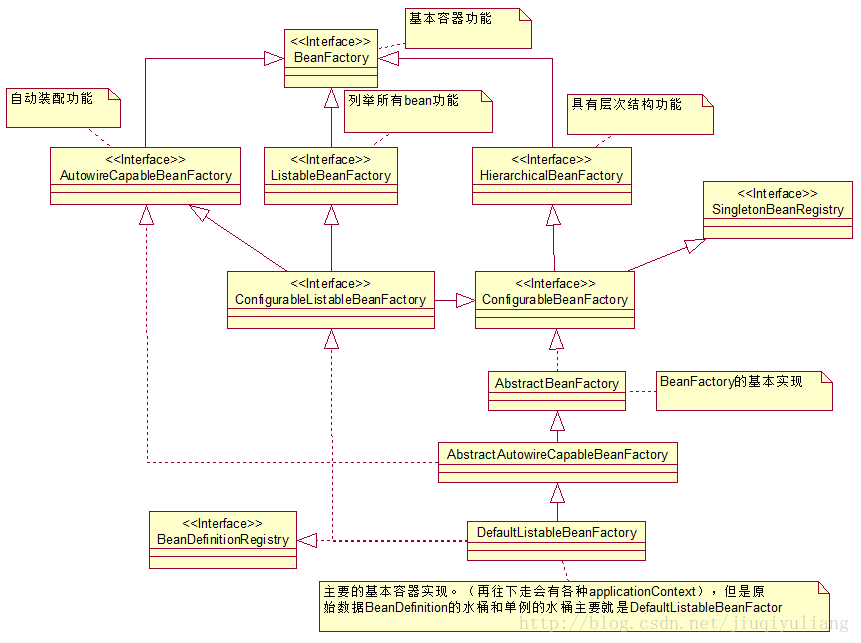 基本容器功能
<<Interface>>
BeanFactory
自动装配功能
列举所有bean功能
具有层次结构功能
<<Interface>>
AutowireCapableBeanFactory
<<Interface>>
ListableBeanFactory
<<Interface>>
HierarchicalBeanFactory
<<Interface>>
SingletonBeanRegistry
<<Interface>>
ConfigurableListableBeanFactory
<<Interface>>
ConfigurableBeanFactory
AbstractBeanFactory
BeanFactory的基本实现
AbstractAutowireCapableBeanFactory
<<Interface>>
BeanDefinitionRegistry
DefaultListableBeanFactory
主要的基本容器实现。（再往下走会有各种applicationContext），但是原
始数据BeanDefinition的水桶和单例的水桶主要就是DefaultListableBeanFactor
http://blog.csdn.net/jiuqiyuliang